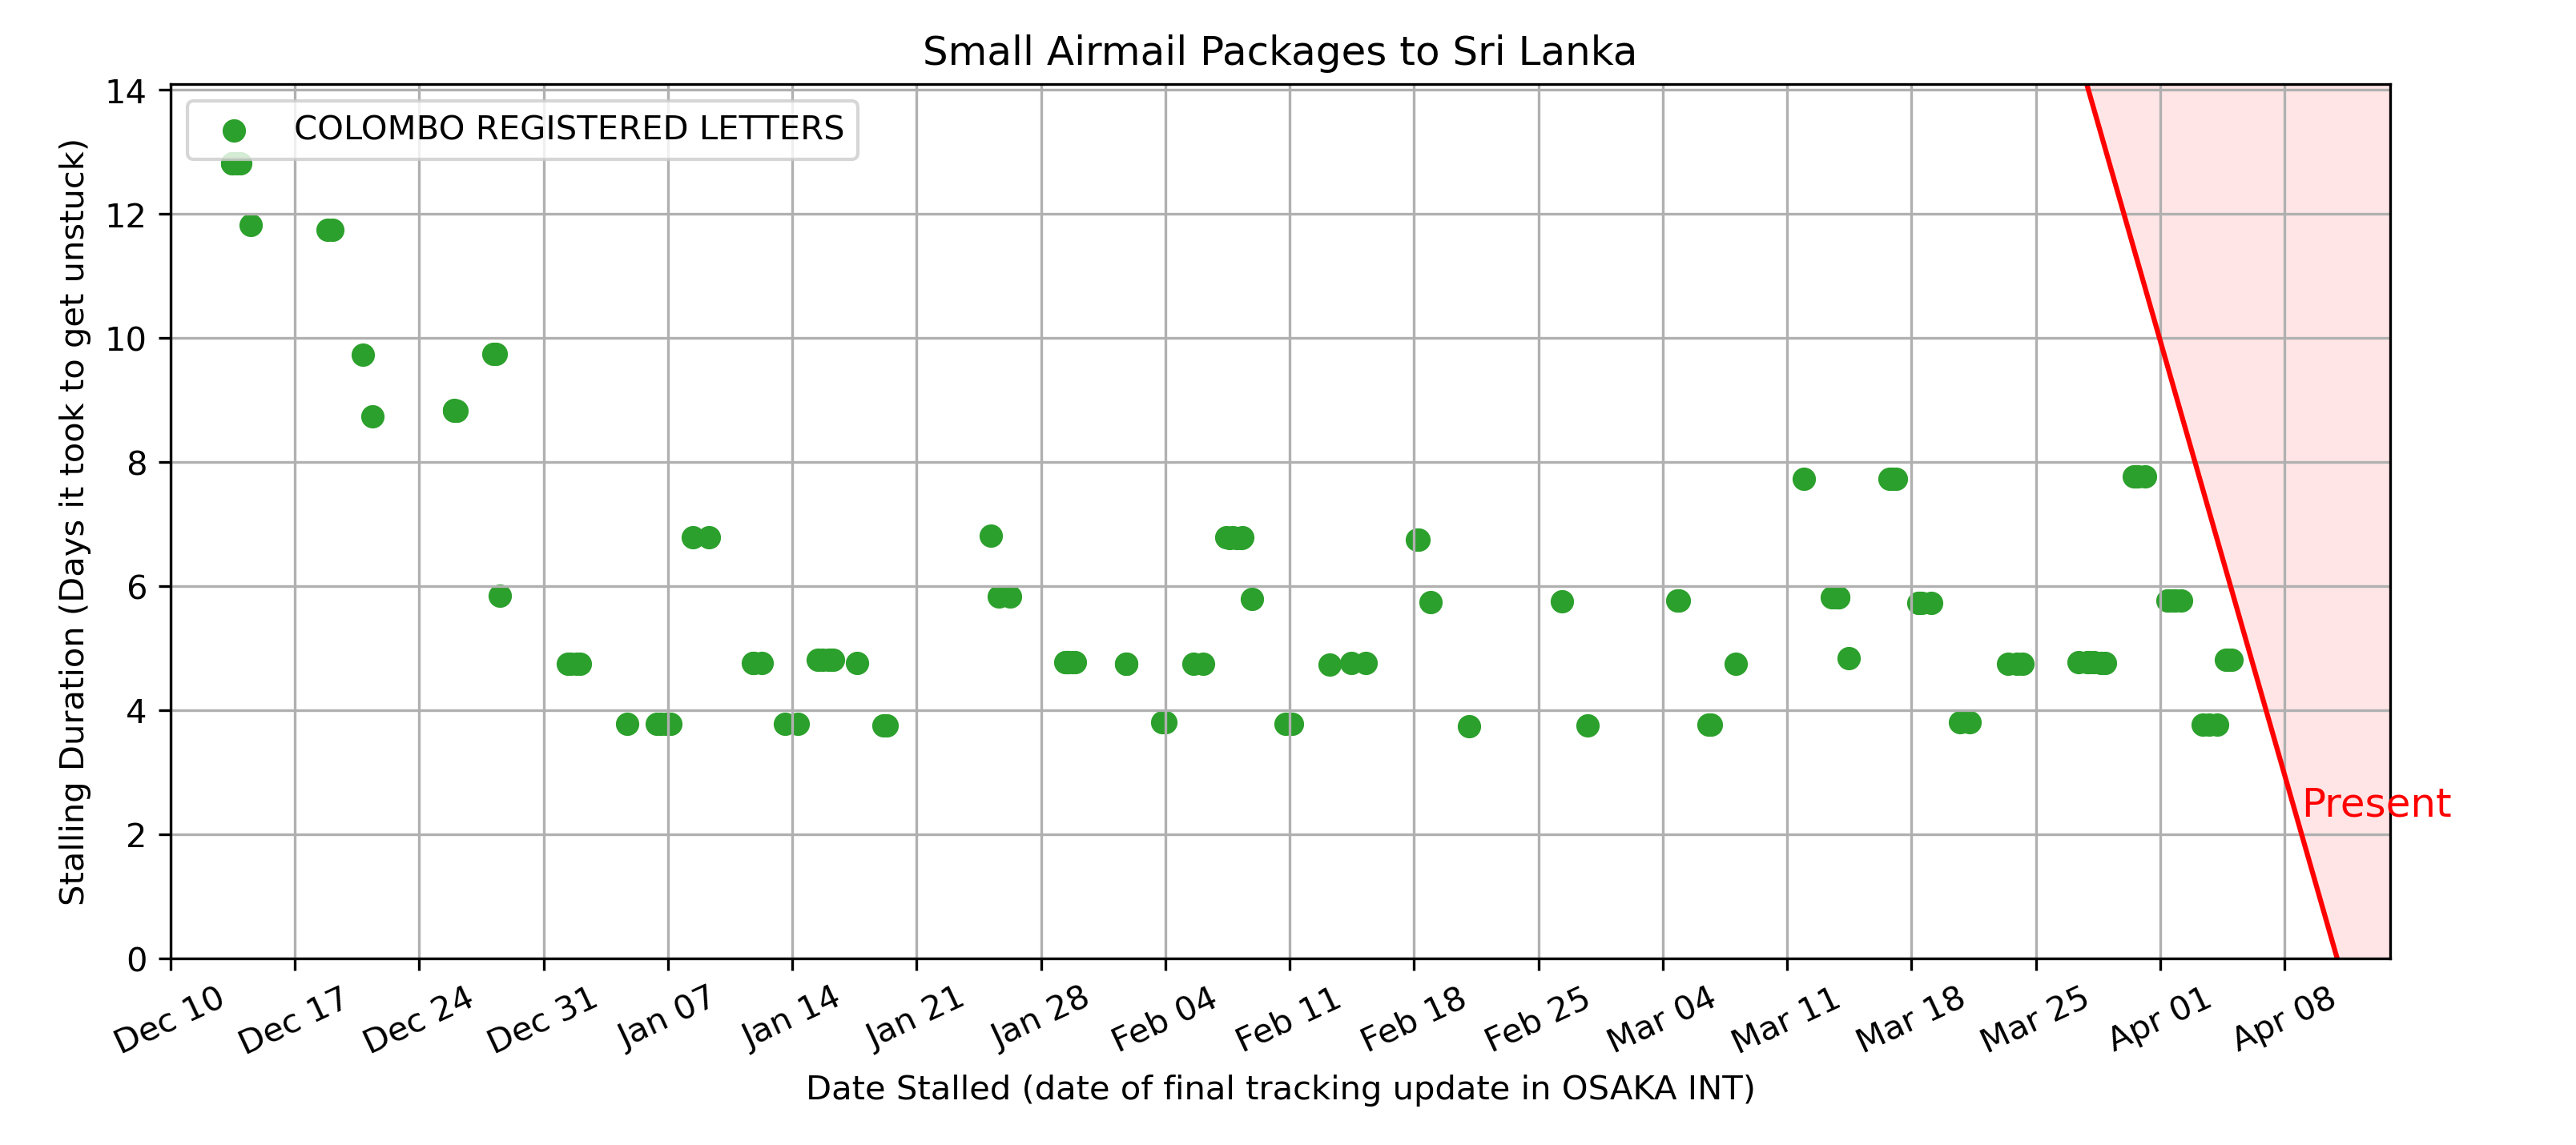 Small Airmail Packages to Sri Lanka
COLOMBO REGISTERED LETTERS
Stalling Duration (Days it took to get unstuck)
14
12
10
8
6
4
2
0
Present
Dec 10
Dec 17
Dec 24
Dec 31
Jan 07
Jan 14
Jan 21
Jan 28
Feb 04
Feb 11
Feb 18
Feb 25
Mar 04
Mar 11
Mar 18
Mar 25
Apr 01
Apr 08
Date Stalled (date of final tracking update in OSAKA INT)